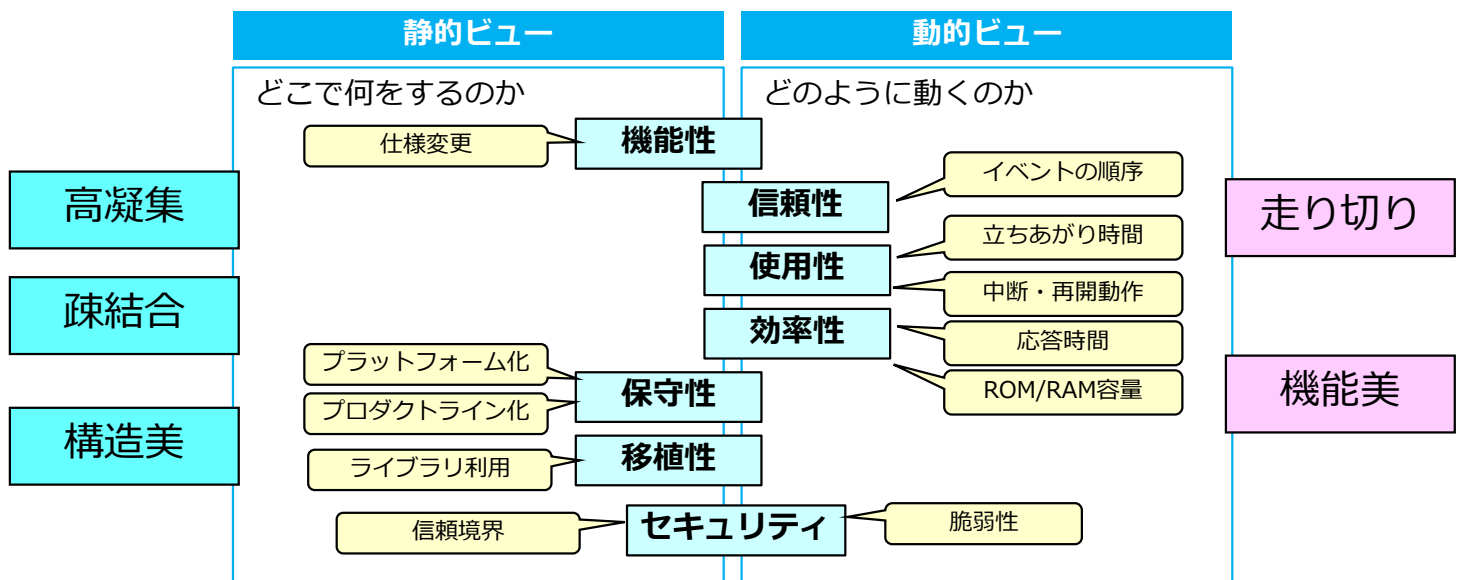 静的ビュー
動的ビュー
どこで何をするのか
どのように動くのか
仕様変更
機能性
イベントの順序
高凝集
信頼性
走り切り
立ちあがり時間
使用性
中断・再開動作
疎結合
効率性
応答時間
プラットフォーム化
ROM/RAM容量
保守性
機能美
プロダクトライン化
構造美
移植性
ライブラリ利用
信頼境界
セキュリティ
脆弱性